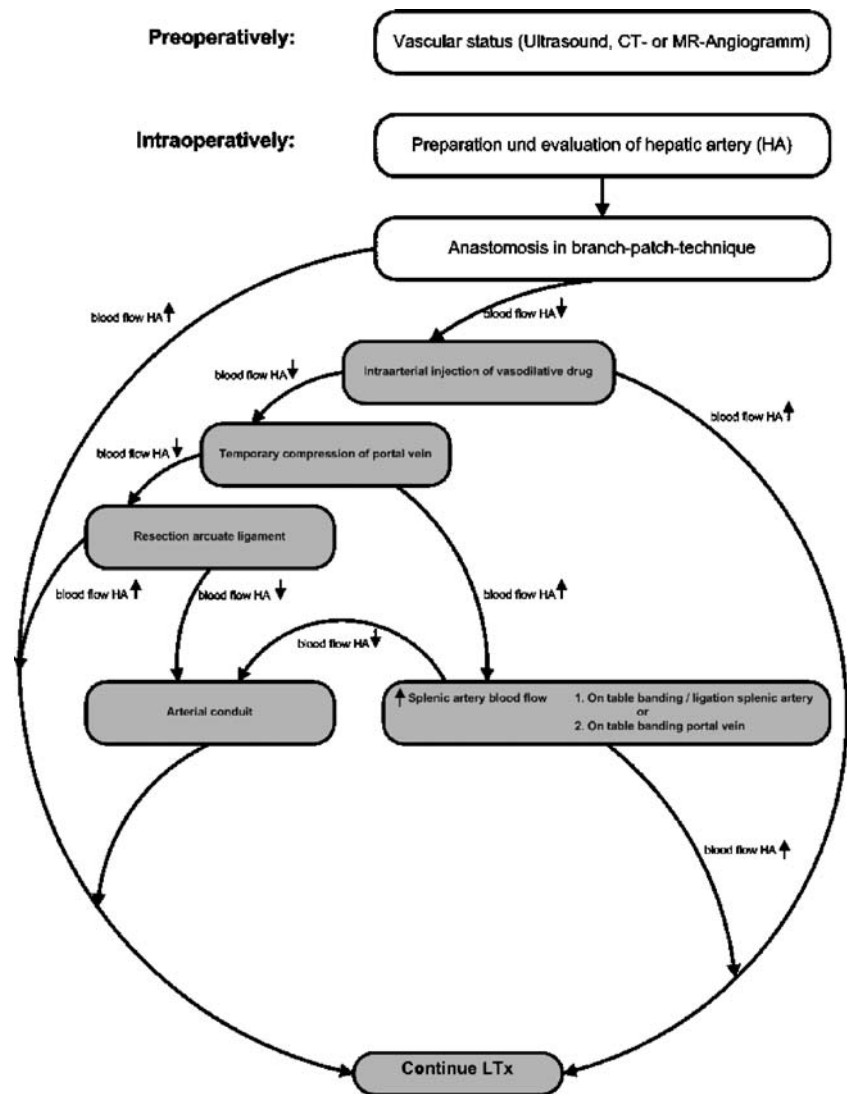 Preoperatively:
Vascular status (Ultrasound, CT- or MR-Angiogramm)
Intraoperatively:
Preparation und evaluation of hepatic artery (HA)
Anastomosis in branch-patch-technique
blood flow HA ↑
blood flow HA ↓
Intraarterial injection of vasodilative drug
blood flow HA ↓
blood flow HA ↑
Temporary compression of portal vein
blood flow HA ↓
Resection arcuate ligament
blood flow HA ↑
blood flow HA ↓
blood flow HA ↑
blood flow HA ↓
Arterial conduit
↑ Splenic artery blood flow
1. On table banding / ligation splenic artery
or
2. On table banding portal vein
blood flow HA ↑
Continue LTx